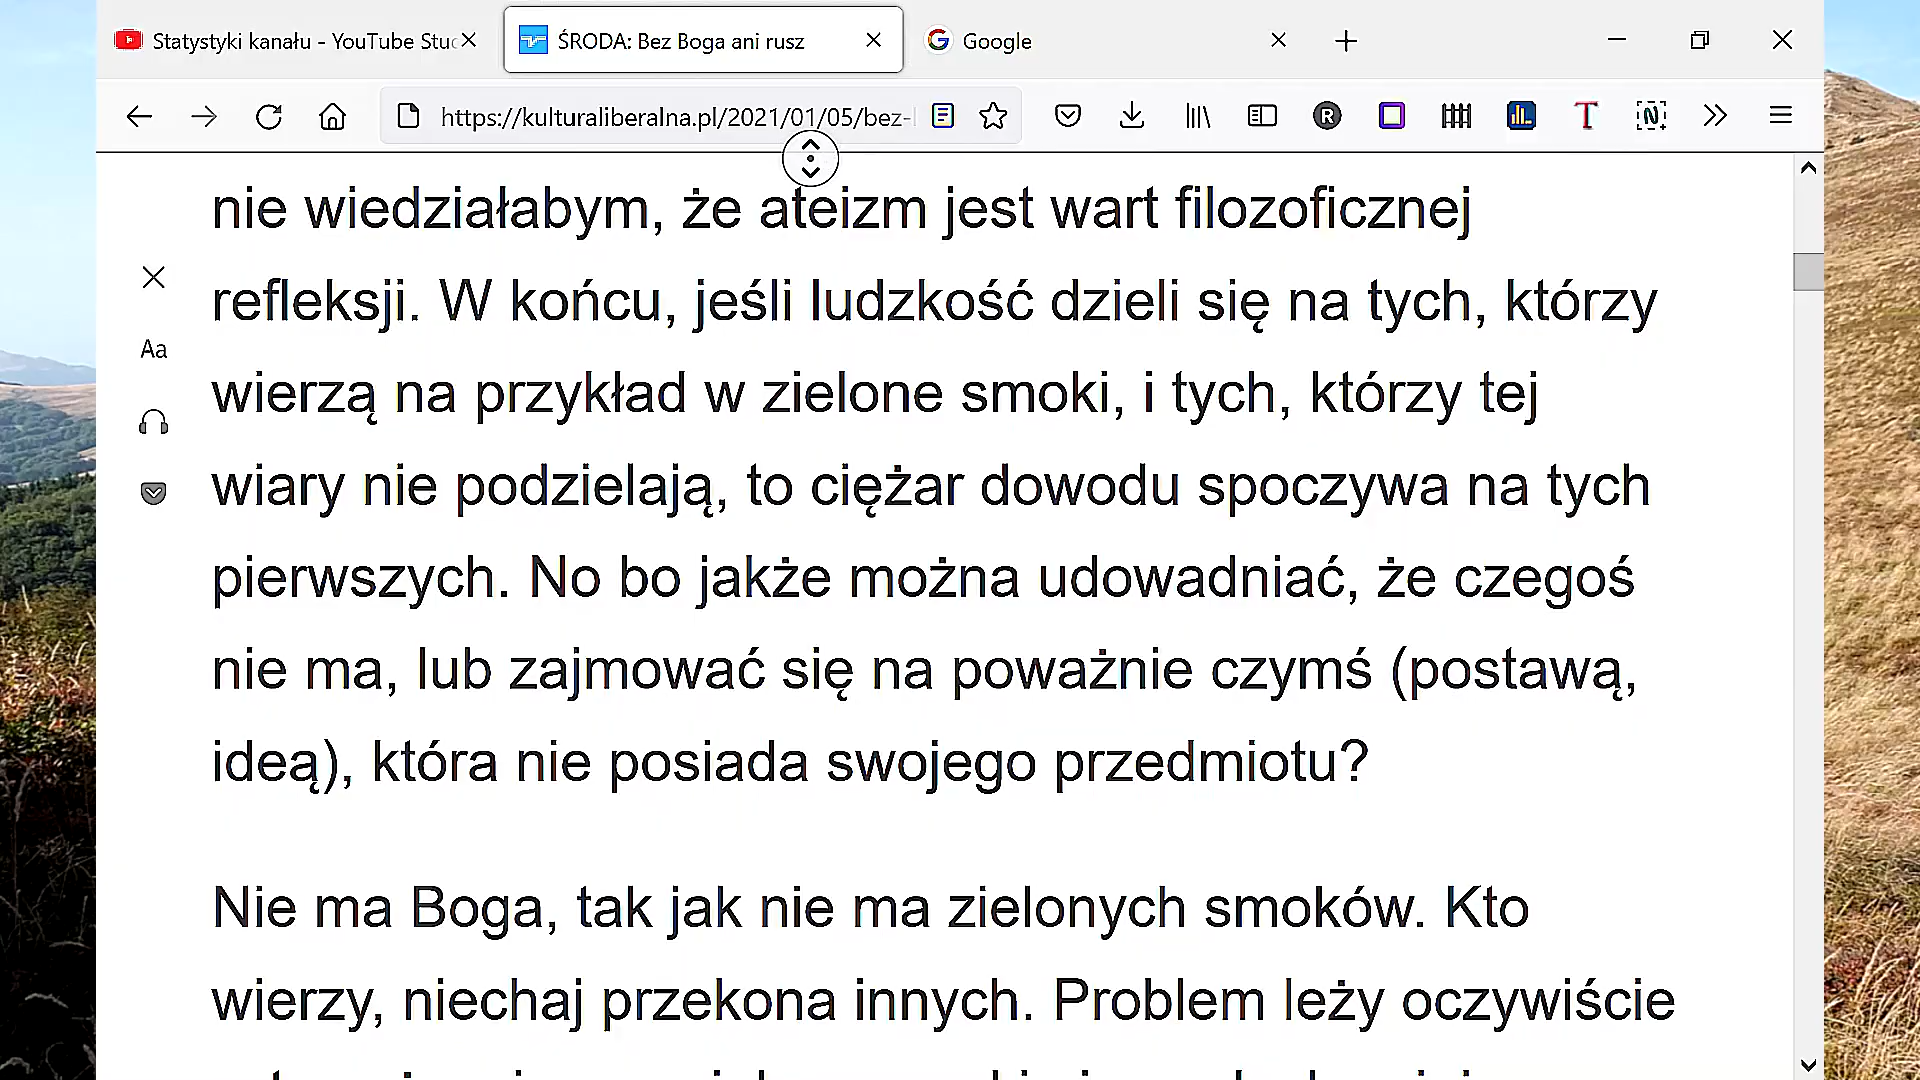 Statystyki kanału - YouTube Stuc
ŚRODA: Bez Boga ani rusz
Google
https://kulturaliberalna.pl/2021/01/05/bez-
nie wiedziałabym, że ateizm jest wart filozoficznej
refleksji. W końcu, jeśli ludzkość dzieli się na tych, którzy
Aa
wierzą na przykład w zielone smoki, i tych, którzy tej
wiary nie podzielają, to ciężar dowodu spoczywa na tych
pierwszych. No bo jakże można udowadniać, że czegoś
nie ma, lub zajmować się na poważnie czymś (postawą,
ideą), która nie posiada swojego przedmiotu?
Nie ma Boga, tak jak nie ma zielonych smoków. Kto
wierzy, niechaj przekona innych. Problem leży oczywiście